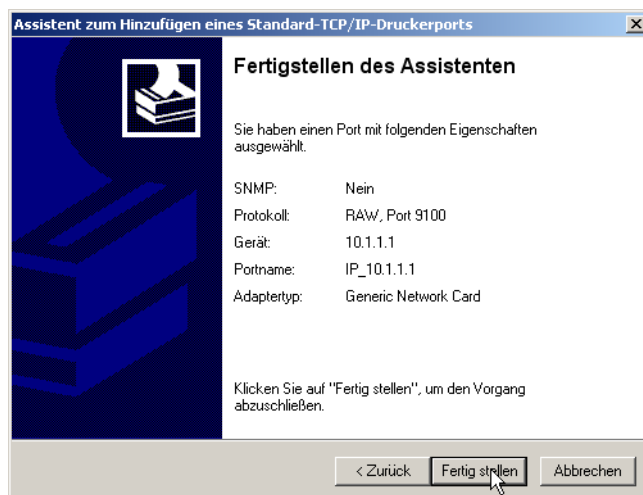 Assistent zum Hinzufügen eines Standard-TCP/IP-Druckerports
Fertigstellen des Assistenten
Sie haben einen Port mit folgenden Eigenschaften
ausgewählt.
SNMP: Nein
Protokoll: RAW, Port 9100
Gerät: 10.1.1.1
Portname: IP_10.1.1.1
Adaptertyp: Generic Network Card
Klicken Sie auf "Fertig stellen", um den Vorgang
abzuschließen.
< Zurück Fertig stellen Abbrechen